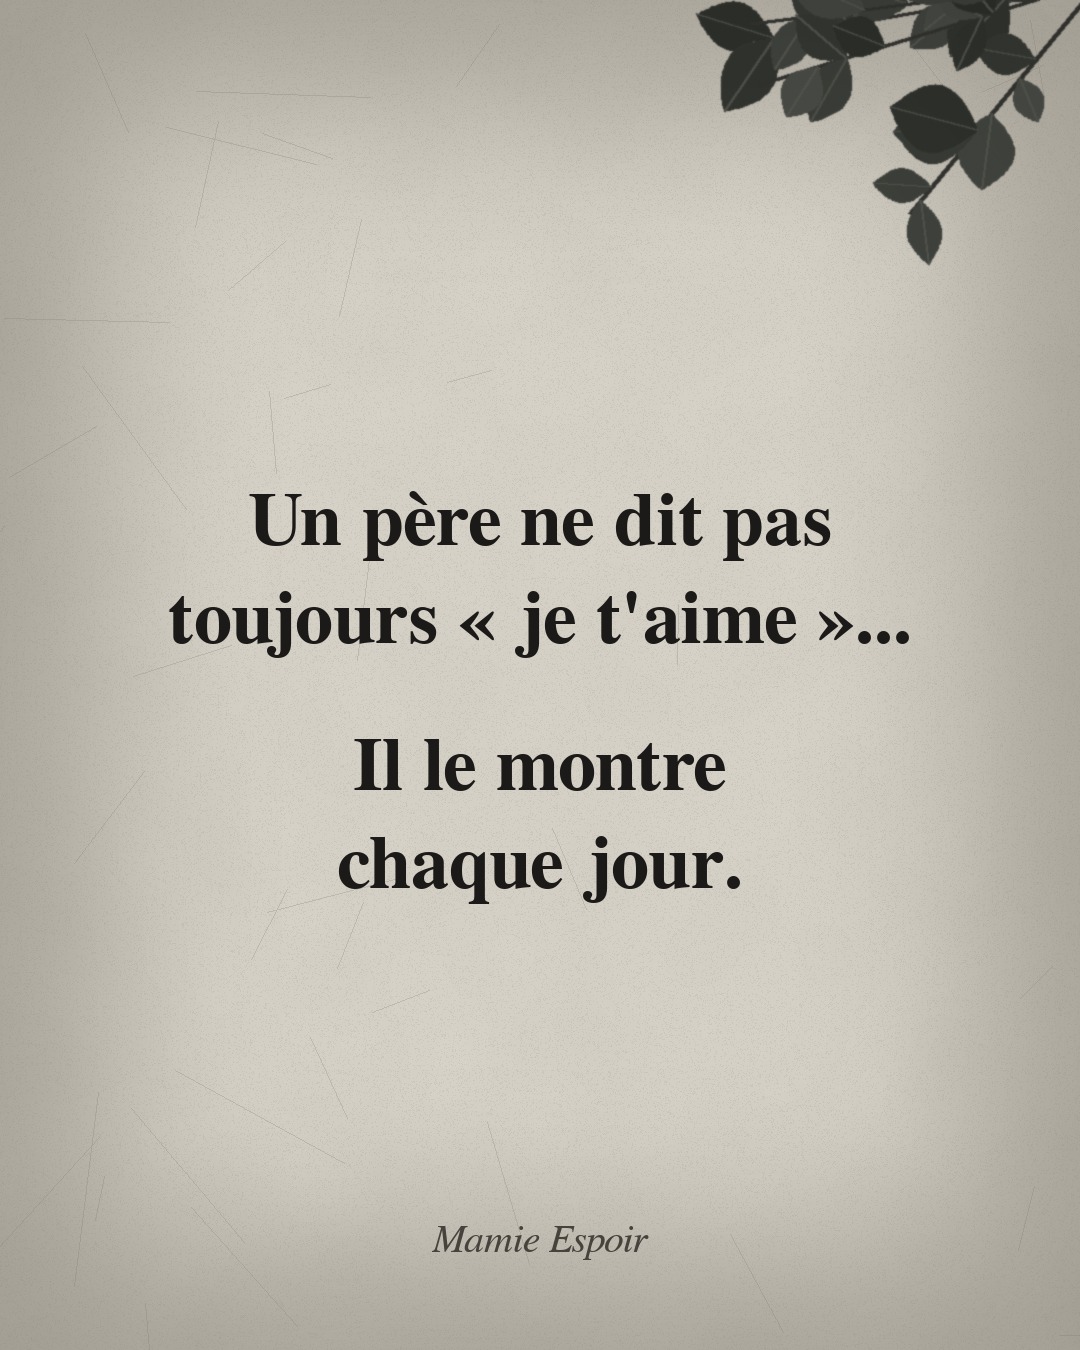 Un père ne dit pas
toujours « je t'aime »...
Il le montre
chaque jour.
Mamie Espoir